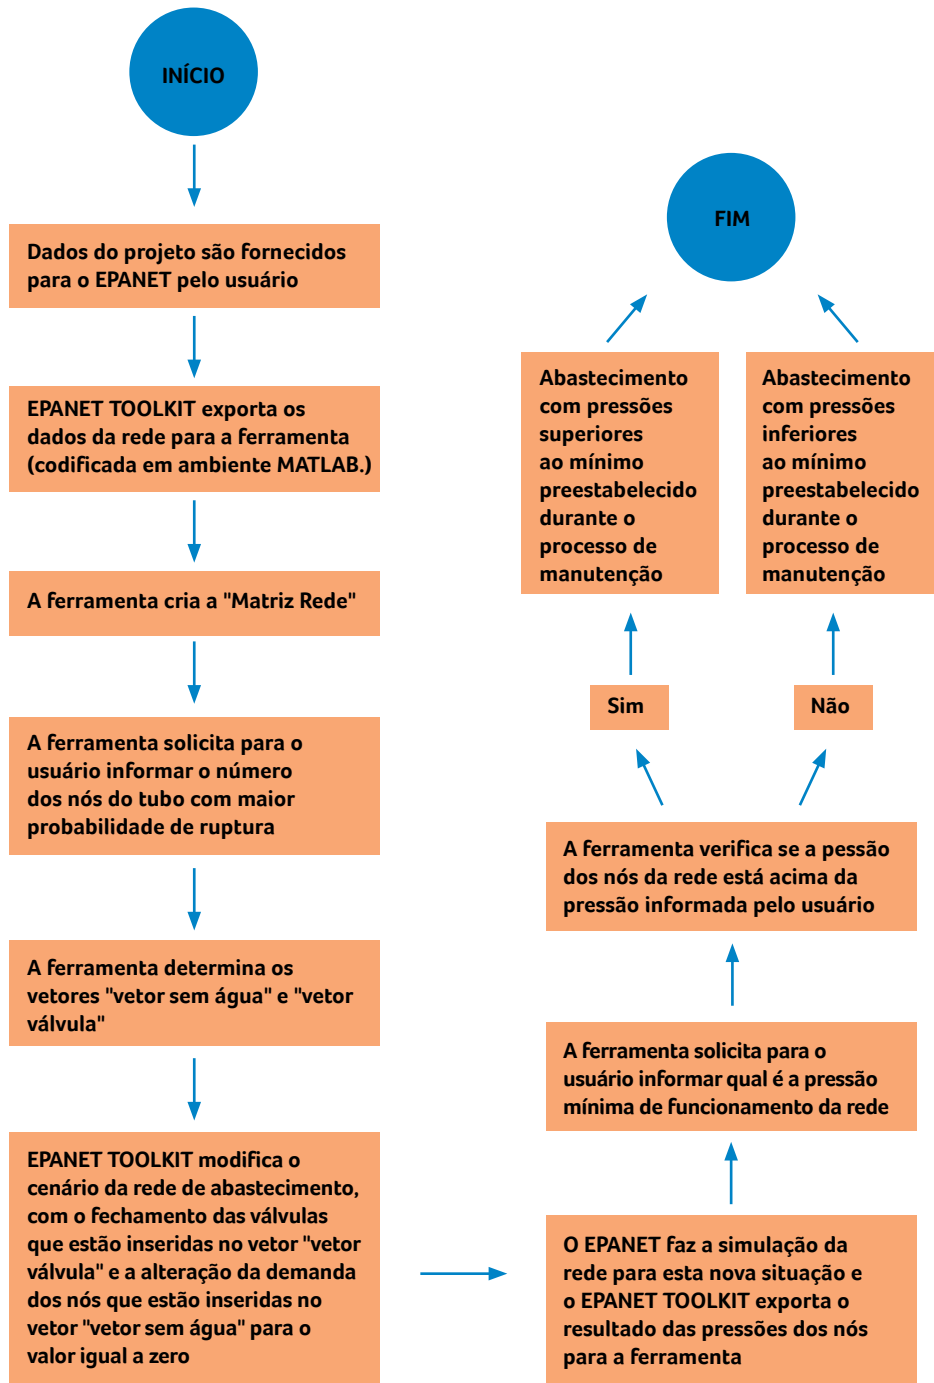 INÍCIO
Dados do projeto são fornecidos
para o EPANET pelo usuário
EPANET TOOLKIT exporta os
dados da rede para a ferramenta
(codificada em ambiente MATLAB.)
A ferramenta cria a "Matriz Rede"
A ferramenta solicita para o
usuário informar o número
dos nós do tubo com maior
probabilidade de ruptura
A ferramenta determina os
vetores "vetor sem água" e "vetor
válvula"
EPANET TOOLKIT modifica o
cenário da rede de abastecimento,
com o fechamento das válvulas
que estão inseridas no vetor "vetor
válvula" e a alteração da demanda
dos nós que estão inseridas no
vetor "vetor sem água" para o
valor igual a zero
O EPANET faz a simulação da
rede para esta nova situação e
o EPANET TOOLKIT exporta o
resultado das pressões dos nós
para a ferramenta
A ferramenta solicita para o
usuário informar qual é a pressão
mínima de funcionamento da rede
A ferramenta verifica se a pessão
dos nós da rede está acima da
pressão informada pelo usuário
Sim
Não
Abastecimento
com pressões
superiores
ao mínimo
preestabelecido
durante o
processo de
manutenção
Abastecimento
com pressões
inferiores
ao mínimo
preestabelecido
durante o
processo de
manutenção
FIM